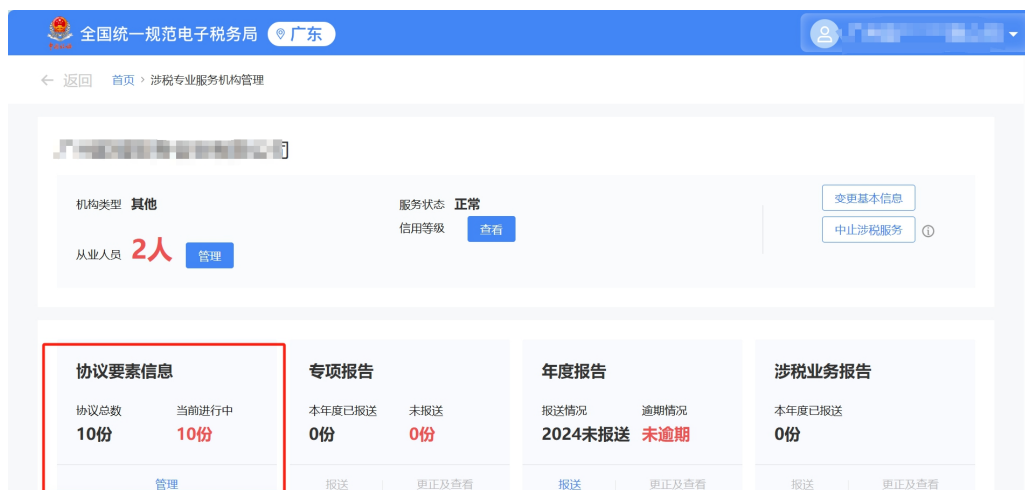 全国统一规范电子税务局 广东
返回 首页 › 涉税专业服务机构管理
司
机构类型 其他 服务状态 正常 变更基本信息
信用等级 查看 中止涉税服务
从业人员 2人 管理
协议要素信息 专项报告 年度报告 涉税业务报告
协议总数 当前进行中 本年度已报送 未报送 报送情况 逾期情况 本年度已报送
10份 10份 0份 0份 2024未报送 未逾期 0份
管理 报送 更正及查看 报送 更正及查看 报送 更正及查看